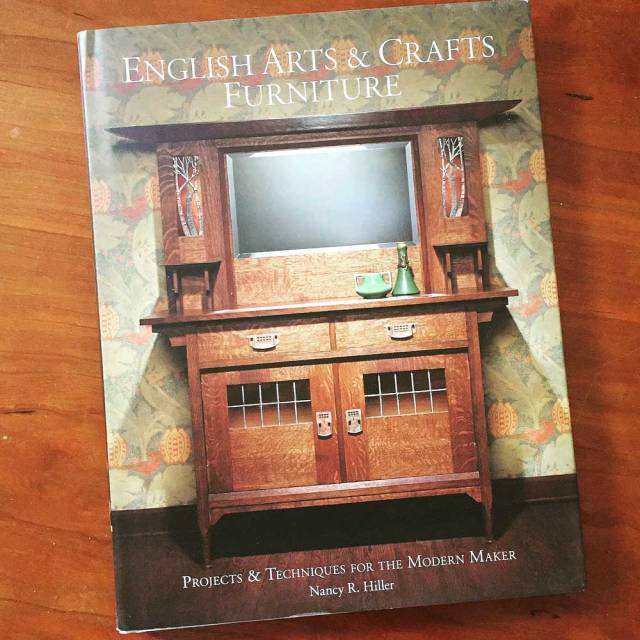 ENGLISH ARTS & CRAFTS
FURNITURE
PROJECTS & TECHNIQUES FOR THE MODERN MAKER
Nancy R. Hiller